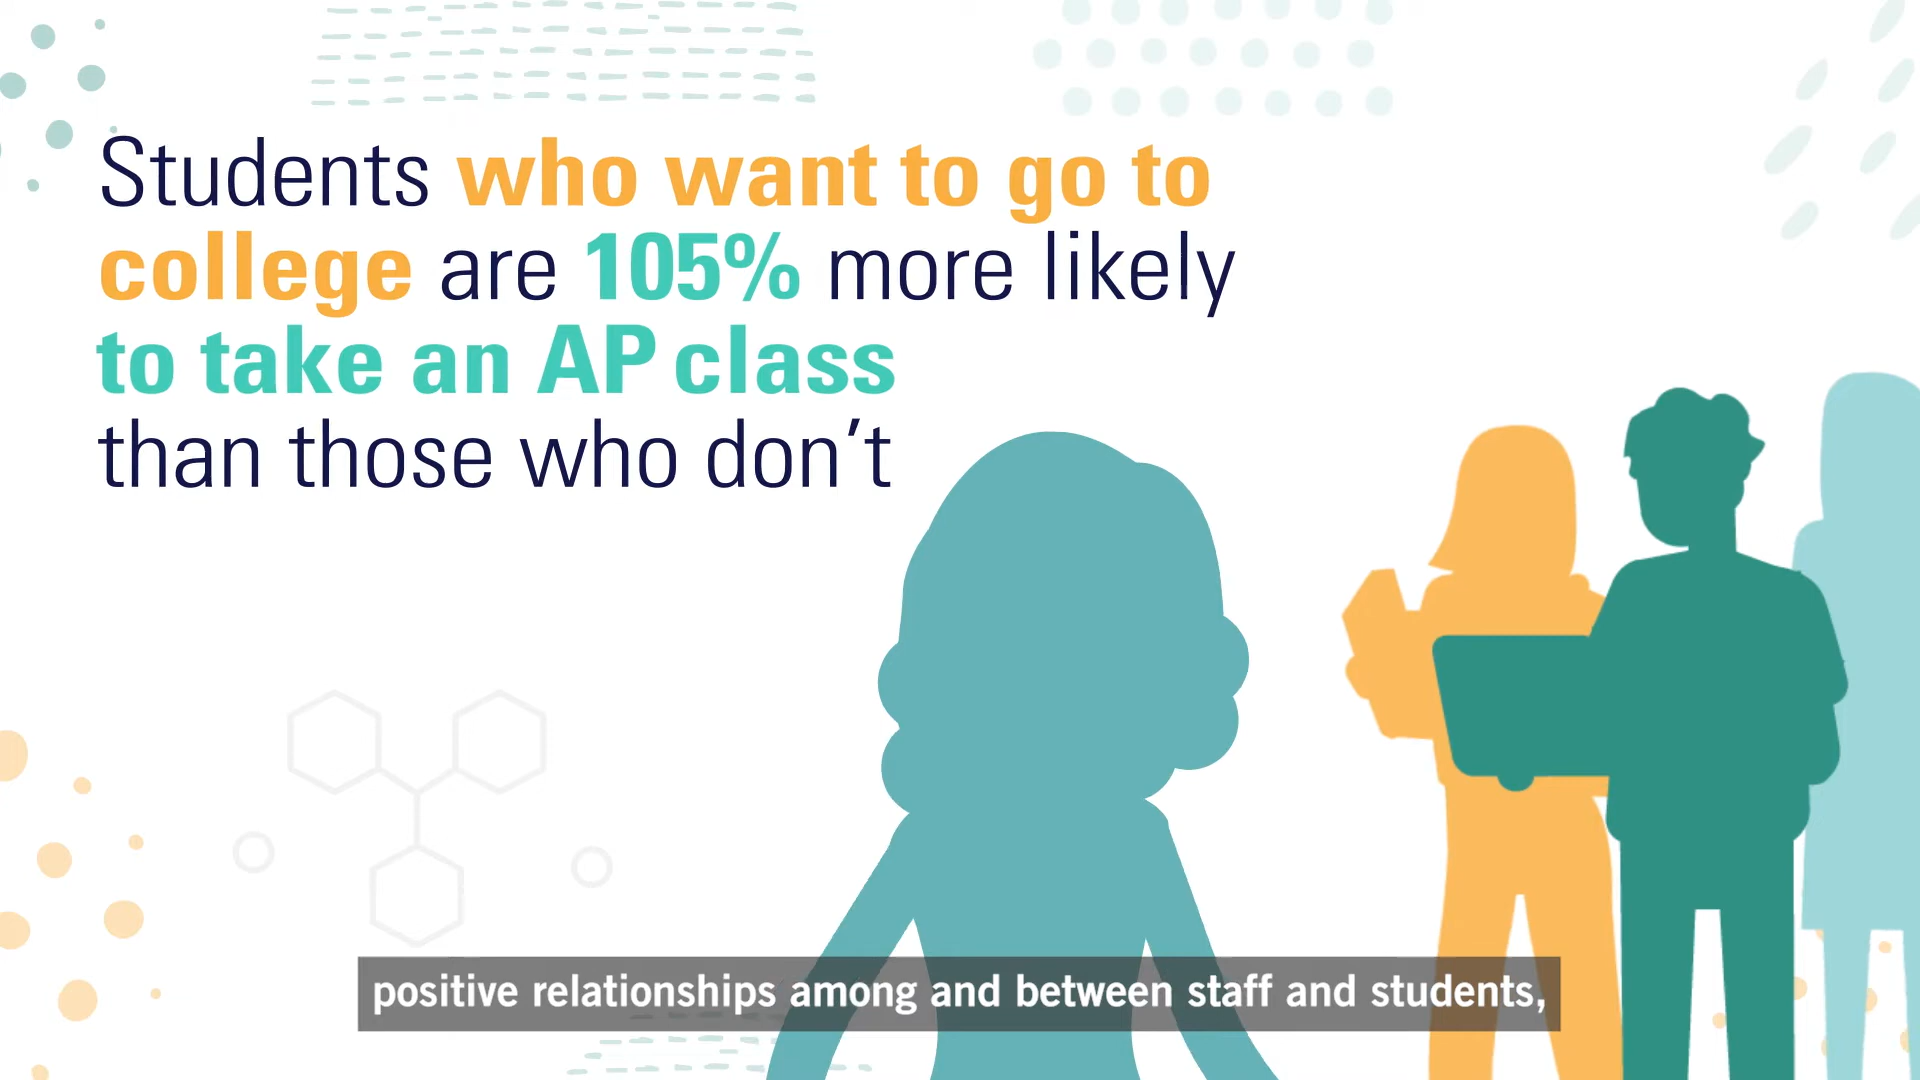 Students who want to go to
college are 105% more likely
to take an AP class
than those who don’t
positive relationships among and between staff and students,